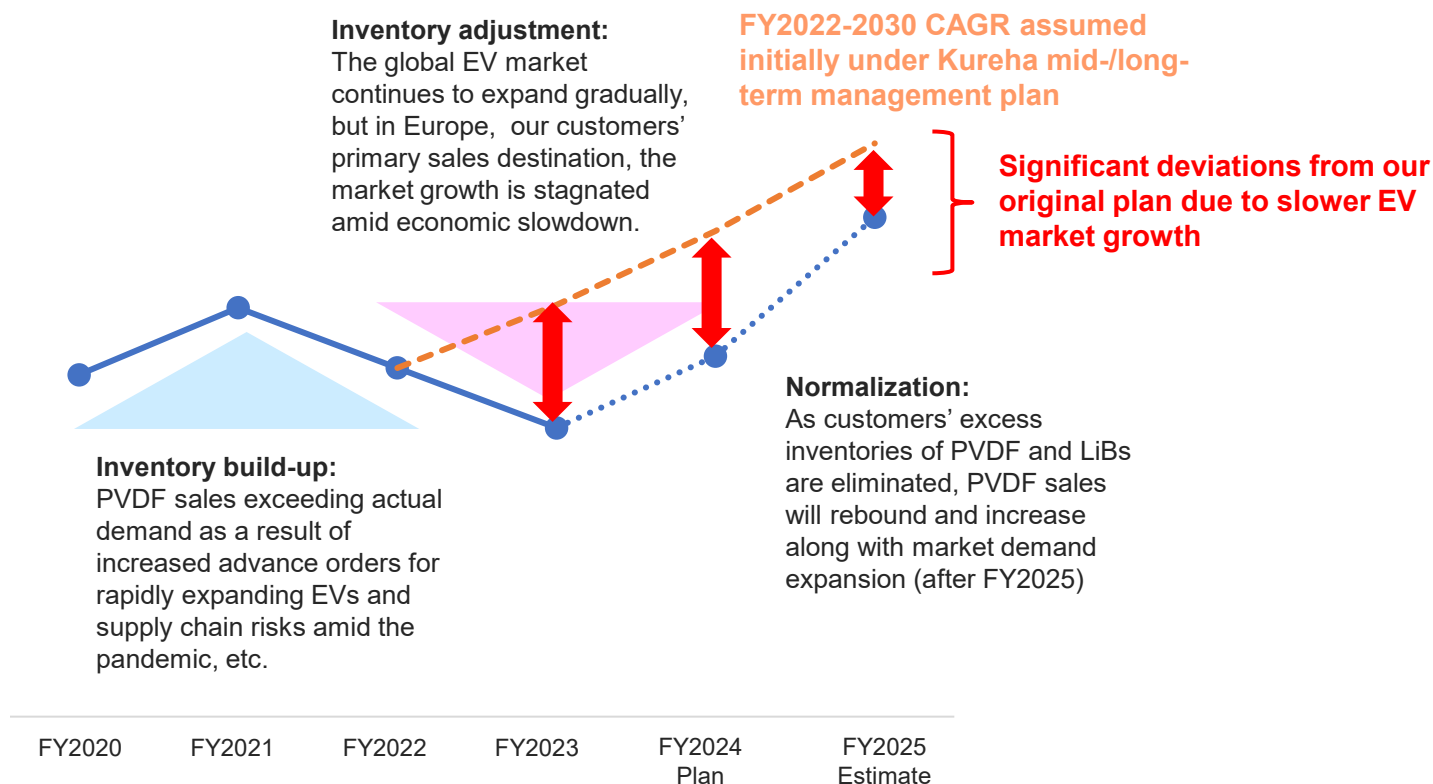 Inventory adjustment:
The global EV market
continues to expand gradually,
but in Europe,  our customers’
primary sales destination, the
market growth is stagnated
amid economic slowdown.
FY2022-2030 CAGR assumed
initially under Kureha mid-/long-
term management plan
Significant deviations from our
original plan due to slower EV
market growth
Inventory build-up:
PVDF sales exceeding actual
demand as a result of
increased advance orders for
rapidly expanding EVs and
supply chain risks amid the
pandemic, etc.
Normalization:
As customers’ excess
inventories of PVDF and LiBs
are eliminated, PVDF sales
will rebound and increase
along with market demand
expansion (after FY2025)
FY2020
FY2021
FY2022
FY2023
FY2024
Plan
FY2025
Estimate